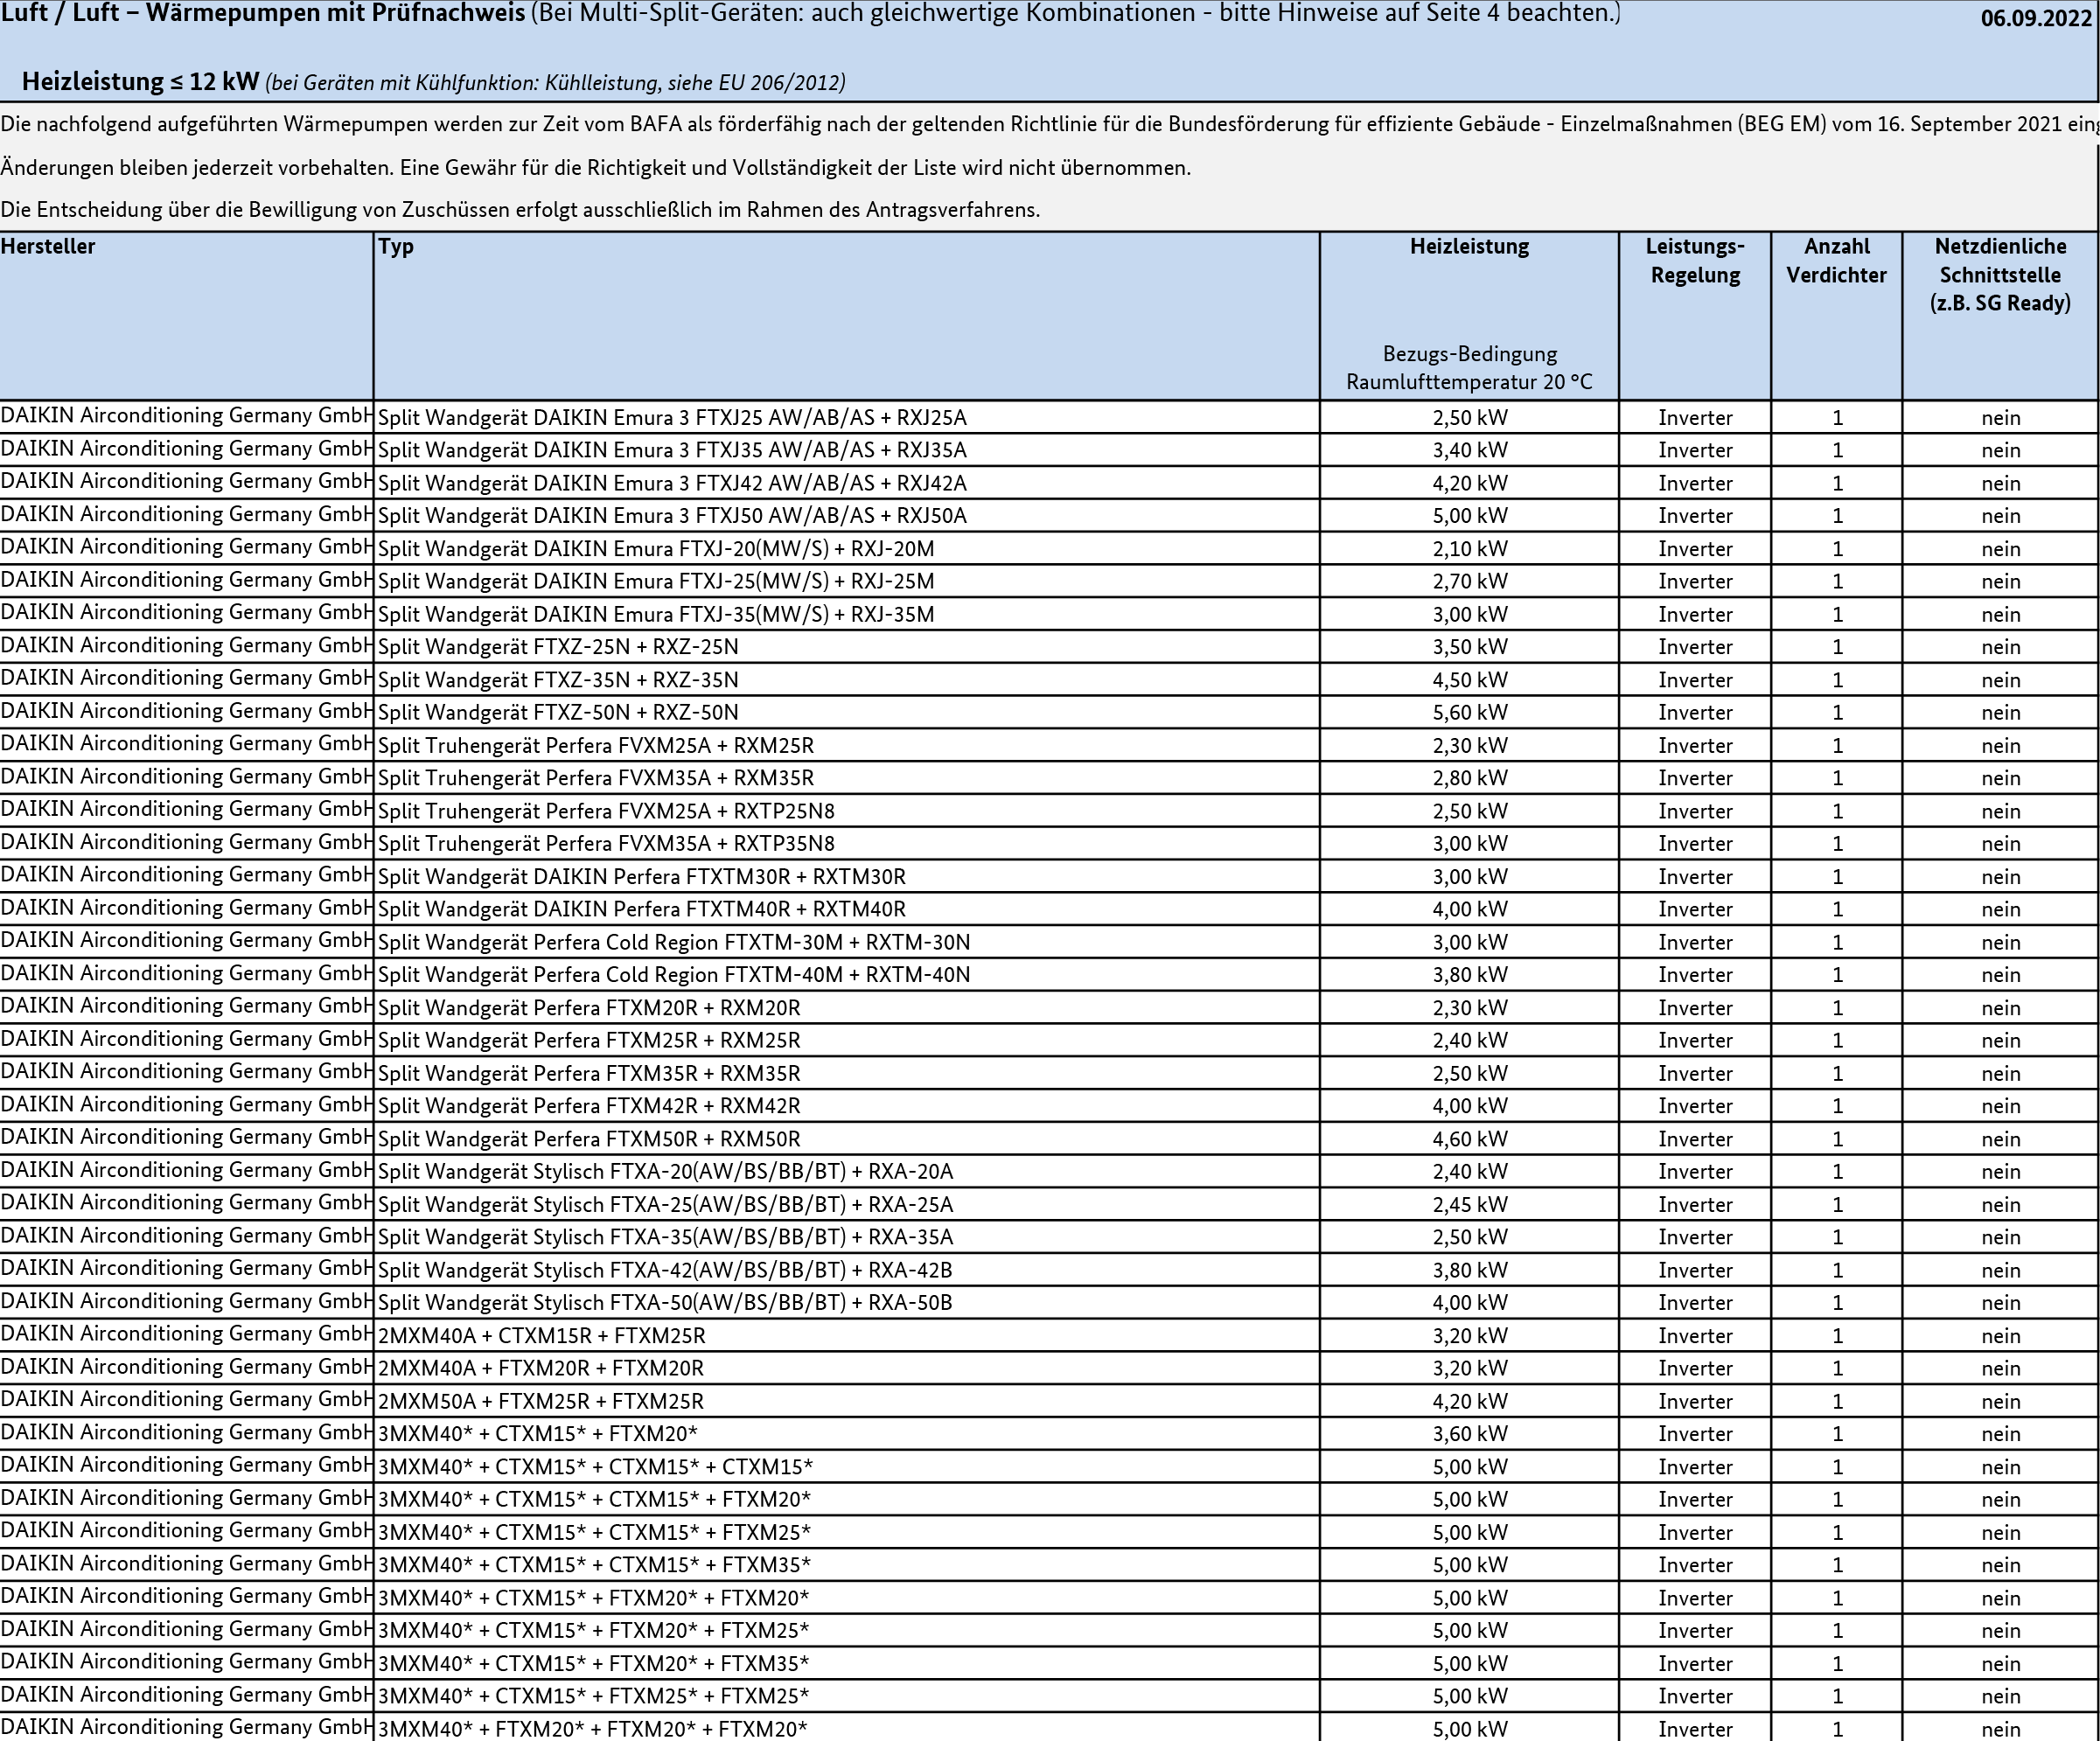 Luft / Luft – Wärmepumpen mit Prüfnachweis (Bei Multi-Split-Geräten: auch gleichwertige Kombinationen - bitte Hinweise auf Seite 4 beachten.) 06.09.2022
Heizleistung ≤ 12 kW (bei Geräten mit Kühlfunktion: Kühlleistung, siehe EU 206/2012)
Die nachfolgend aufgeführten Wärmepumpen werden zur Zeit vom BAFA als förderfähig nach der geltenden Richtlinie für die Bundesförderung für effiziente Gebäude - Einzelmaßnahmen (BEG EM) vom 16. September 2021 eing
Änderungen bleiben jederzeit vorbehalten. Eine Gewähr für die Richtigkeit und Vollständigkeit der Liste wird nicht übernommen.
Die Entscheidung über die Bewilligung von Zuschüssen erfolgt ausschließlich im Rahmen des Antragsverfahrens.
Hersteller Typ Heizleistung Leistungs- Anzahl Netzdienliche
Regelung Verdichter Schnittstelle
(z.B. SG Ready)
Bezugs-Bedingung
Raumlufttemperatur 20 °C
DAIKIN Airconditioning Germany GmbH Split Wandgerät DAIKIN Emura 3 FTXJ25 AW/AB/AS + RXJ25A 2,50 kW Inverter 1 nein
DAIKIN Airconditioning Germany GmbH Split Wandgerät DAIKIN Emura 3 FTXJ35 AW/AB/AS + RXJ35A 3,40 kW Inverter 1 nein
DAIKIN Airconditioning Germany GmbH Split Wandgerät DAIKIN Emura 3 FTXJ42 AW/AB/AS + RXJ42A 4,20 kW Inverter 1 nein
DAIKIN Airconditioning Germany GmbH Split Wandgerät DAIKIN Emura 3 FTXJ50 AW/AB/AS + RXJ50A 5,00 kW Inverter 1 nein
DAIKIN Airconditioning Germany GmbH Split Wandgerät DAIKIN Emura FTXJ-20(MW/S) + RXJ-20M 2,10 kW Inverter 1 nein
DAIKIN Airconditioning Germany GmbH Split Wandgerät DAIKIN Emura FTXJ-25(MW/S) + RXJ-25M 2,70 kW Inverter 1 nein
DAIKIN Airconditioning Germany GmbH Split Wandgerät DAIKIN Emura FTXJ-35(MW/S) + RXJ-35M 3,00 kW Inverter 1 nein
DAIKIN Airconditioning Germany GmbH Split Wandgerät FTXZ-25N + RXZ-25N 3,50 kW Inverter 1 nein
DAIKIN Airconditioning Germany GmbH Split Wandgerät FTXZ-35N + RXZ-35N 4,50 kW Inverter 1 nein
DAIKIN Airconditioning Germany GmbH Split Wandgerät FTXZ-50N + RXZ-50N 5,60 kW Inverter 1 nein
DAIKIN Airconditioning Germany GmbH Split Truhengerät Perfera FVXM25A + RXM25R 2,30 kW Inverter 1 nein
DAIKIN Airconditioning Germany GmbH Split Truhengerät Perfera FVXM35A + RXM35R 2,80 kW Inverter 1 nein
DAIKIN Airconditioning Germany GmbH Split Truhengerät Perfera FVXM25A + RXTP25N8 2,50 kW Inverter 1 nein
DAIKIN Airconditioning Germany GmbH Split Truhengerät Perfera FVXM35A + RXTP35N8 3,00 kW Inverter 1 nein
DAIKIN Airconditioning Germany GmbH Split Wandgerät DAIKIN Perfera FTXTM30R + RXTM30R 3,00 kW Inverter 1 nein
DAIKIN Airconditioning Germany GmbH Split Wandgerät DAIKIN Perfera FTXTM40R + RXTM40R 4,00 kW Inverter 1 nein
DAIKIN Airconditioning Germany GmbH Split Wandgerät Perfera Cold Region FTXTM-30M + RXTM-30N 3,00 kW Inverter 1 nein
DAIKIN Airconditioning Germany GmbH Split Wandgerät Perfera Cold Region FTXTM-40M + RXTM-40N 3,80 kW Inverter 1 nein
DAIKIN Airconditioning Germany GmbH Split Wandgerät Perfera FTXM20R + RXM20R 2,30 kW Inverter 1 nein
DAIKIN Airconditioning Germany GmbH Split Wandgerät Perfera FTXM25R + RXM25R 2,40 kW Inverter 1 nein
DAIKIN Airconditioning Germany GmbH Split Wandgerät Perfera FTXM35R + RXM35R 2,50 kW Inverter 1 nein
DAIKIN Airconditioning Germany GmbH Split Wandgerät Perfera FTXM42R + RXM42R 4,00 kW Inverter 1 nein
DAIKIN Airconditioning Germany GmbH Split Wandgerät Perfera FTXM50R + RXM50R 4,60 kW Inverter 1 nein
DAIKIN Airconditioning Germany GmbH Split Wandgerät Stylisch FTXA-20(AW/BS/BB/BT) + RXA-20A 2,40 kW Inverter 1 nein
DAIKIN Airconditioning Germany GmbH Split Wandgerät Stylisch FTXA-25(AW/BS/BB/BT) + RXA-25A 2,45 kW Inverter 1 nein
DAIKIN Airconditioning Germany GmbH Split Wandgerät Stylisch FTXA-35(AW/BS/BB/BT) + RXA-35A 2,50 kW Inverter 1 nein
DAIKIN Airconditioning Germany GmbH Split Wandgerät Stylisch FTXA-42(AW/BS/BB/BT) + RXA-42B 3,80 kW Inverter 1 nein
DAIKIN Airconditioning Germany GmbH Split Wandgerät Stylisch FTXA-50(AW/BS/BB/BT) + RXA-50B 4,00 kW Inverter 1 nein
DAIKIN Airconditioning Germany GmbH 2MXM40A + CTXM15R + FTXM25R 3,20 kW Inverter 1 nein
DAIKIN Airconditioning Germany GmbH 2MXM40A + FTXM20R + FTXM20R 3,20 kW Inverter 1 nein
DAIKIN Airconditioning Germany GmbH 2MXM50A + FTXM25R + FTXM25R 4,20 kW Inverter 1 nein
DAIKIN Airconditioning Germany GmbH 3MXM40* + CTXM15* + FTXM20* 3,60 kW Inverter 1 nein
DAIKIN Airconditioning Germany GmbH 3MXM40* + CTXM15* + CTXM15* + CTXM15* 5,00 kW Inverter 1 nein
DAIKIN Airconditioning Germany GmbH 3MXM40* + CTXM15* + CTXM15* + FTXM20* 5,00 kW Inverter 1 nein
DAIKIN Airconditioning Germany GmbH 3MXM40* + CTXM15* + CTXM15* + FTXM25* 5,00 kW Inverter 1 nein
DAIKIN Airconditioning Germany GmbH 3MXM40* + CTXM15* + CTXM15* + FTXM35* 5,00 kW Inverter 1 nein
DAIKIN Airconditioning Germany GmbH 3MXM40* + CTXM15* + FTXM20* + FTXM20* 5,00 kW Inverter 1 nein
DAIKIN Airconditioning Germany GmbH 3MXM40* + CTXM15* + FTXM20* + FTXM25* 5,00 kW Inverter 1 nein
DAIKIN Airconditioning Germany GmbH 3MXM40* + CTXM15* + FTXM20* + FTXM35* 5,00 kW Inverter 1 nein
DAIKIN Airconditioning Germany GmbH 3MXM40* + CTXM15* + FTXM25* + FTXM25* 5,00 kW Inverter 1 nein
DAIKIN Airconditioning Germany GmbH 3MXM40* + FTXM20* + FTXM20* + FTXM20* 5,00 kW Inverter 1 nein